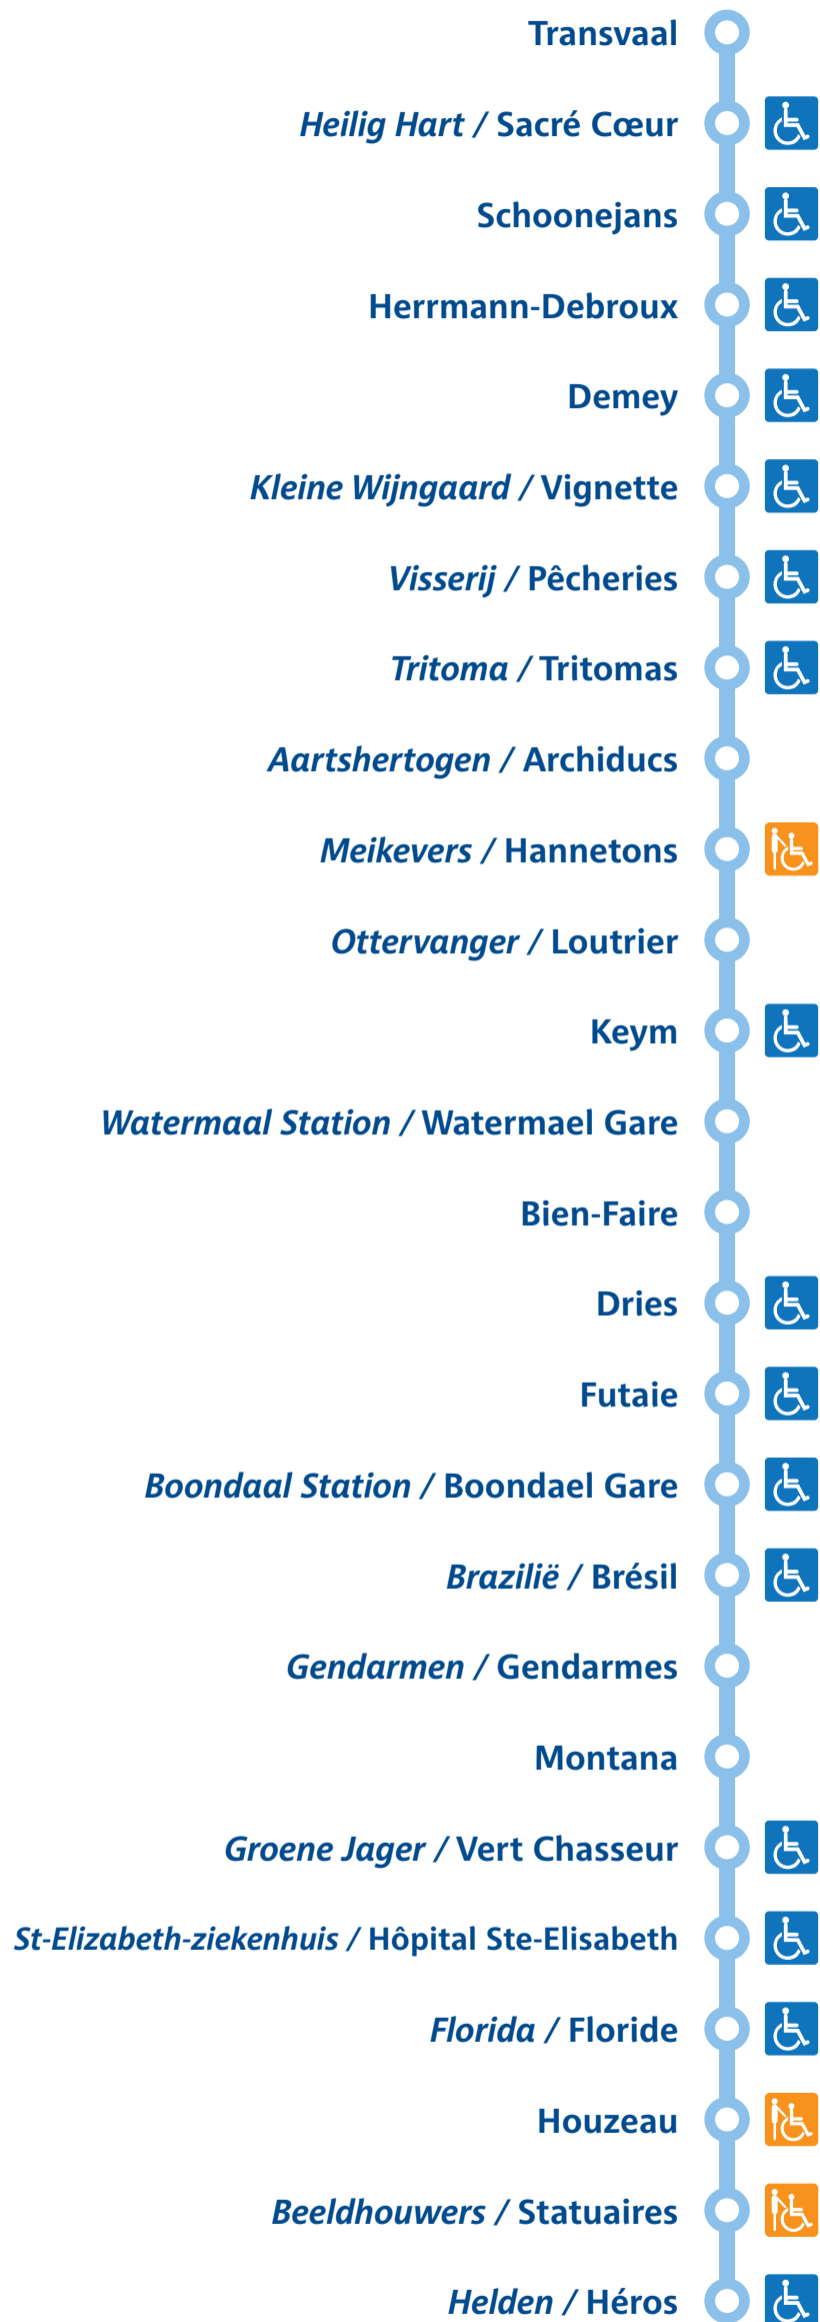 Transvaal
Heilig Hart / Sacré Cœur
Schoonejans
Herrmann-Debroux
Demey
Kleine Wijngaard / Vignette
Visserij / Pêcheries
Tritoma / Tritomas
Aartshertogen / Archiducs
Meikevers / Hannetons
Ottervanger / Loutrier
Keym
Watermaal Station / Watermael Gare
Bien-Faire
Dries
Futaie
Boondaal Station / Boondael Gare
Brazilië / Brésil
Gendarmen / Gendarmes
Montana
Groene Jager / Vert Chasseur
St-Elizabeth-ziekenhuis / Hôpital Ste-Elisabeth
Florida / Floride
Houzeau
Beeldhouwers / Statuaires
Helden / Héros